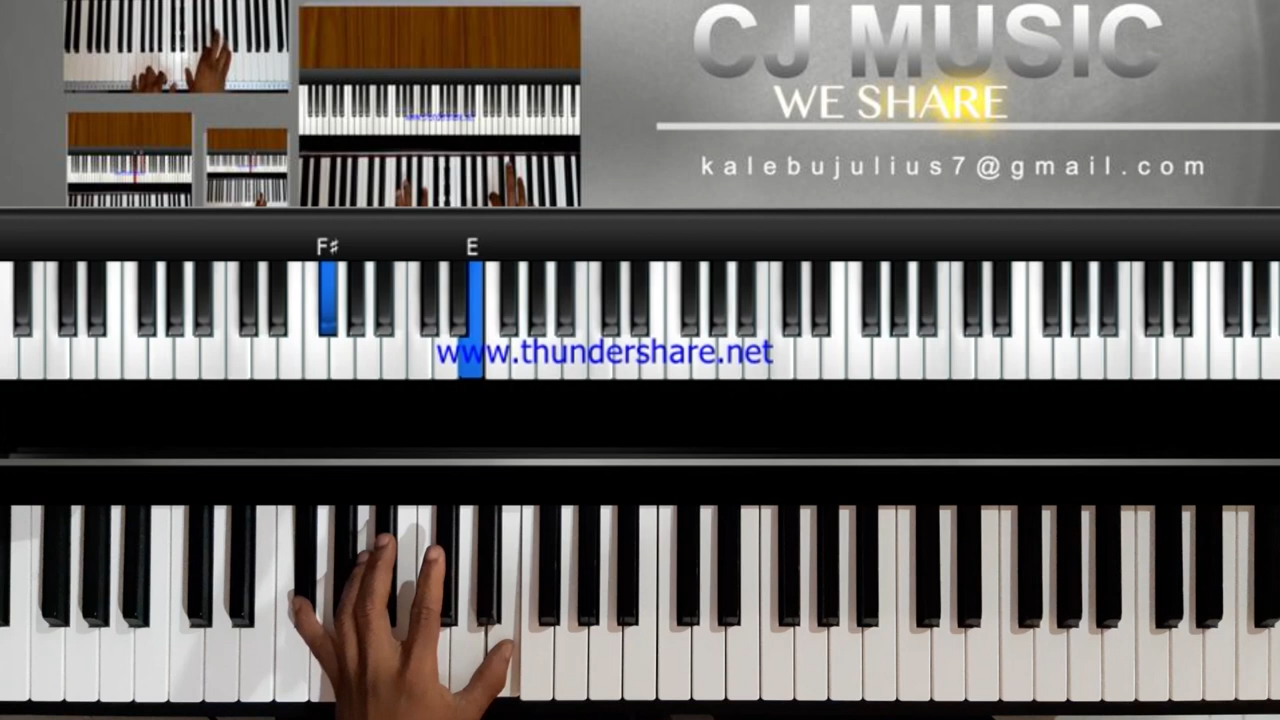 CJ MUSIC
WE SHARE
kalebujulius7@gmail.com
F♯ E
www.thundershare.net